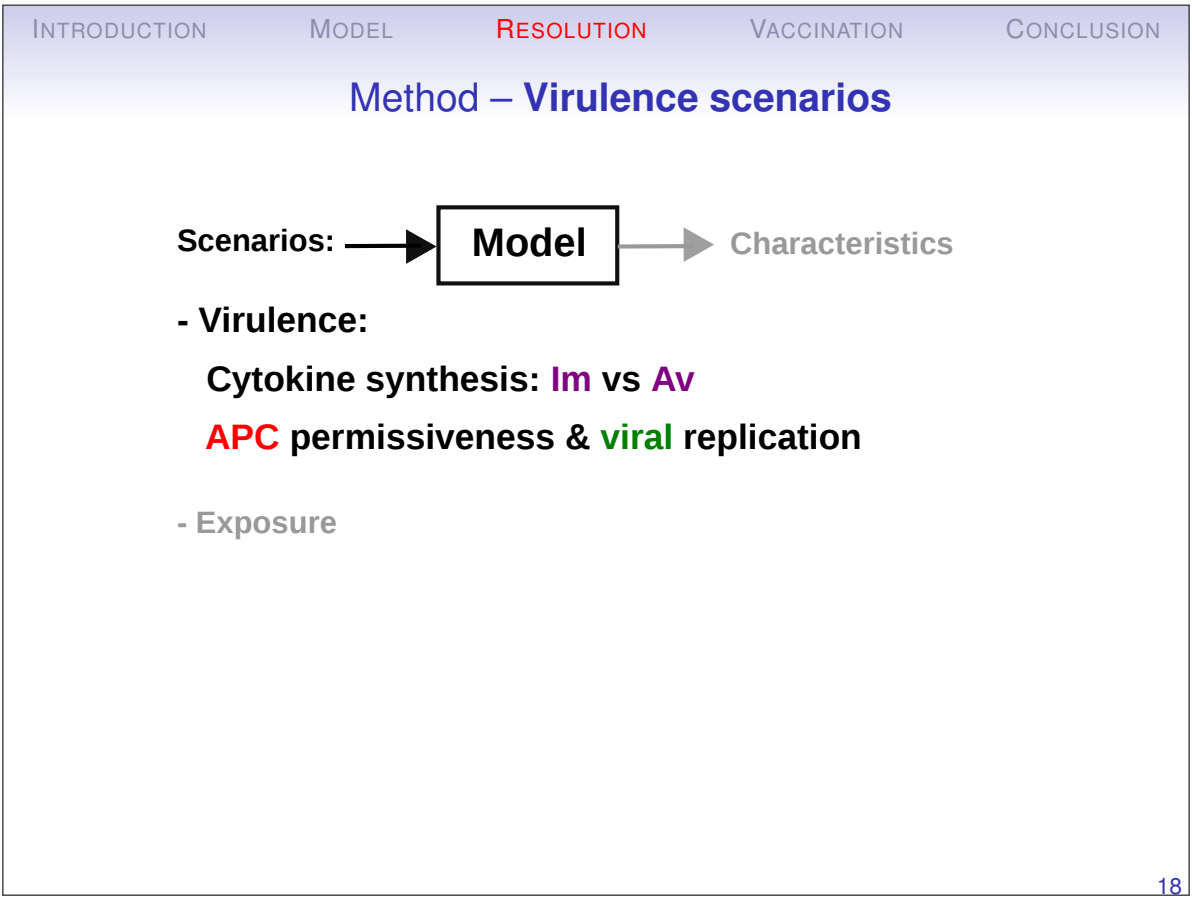 INTRODUCTION MODEL RESOLUTION VACCINATION CONCLUSION
Method – Virulence scenarios
Scenarios: Model Characteristics
- Virulence:
Cytokine synthesis: Im vs Av
APC permissiveness & viral replication
- Exposure
18